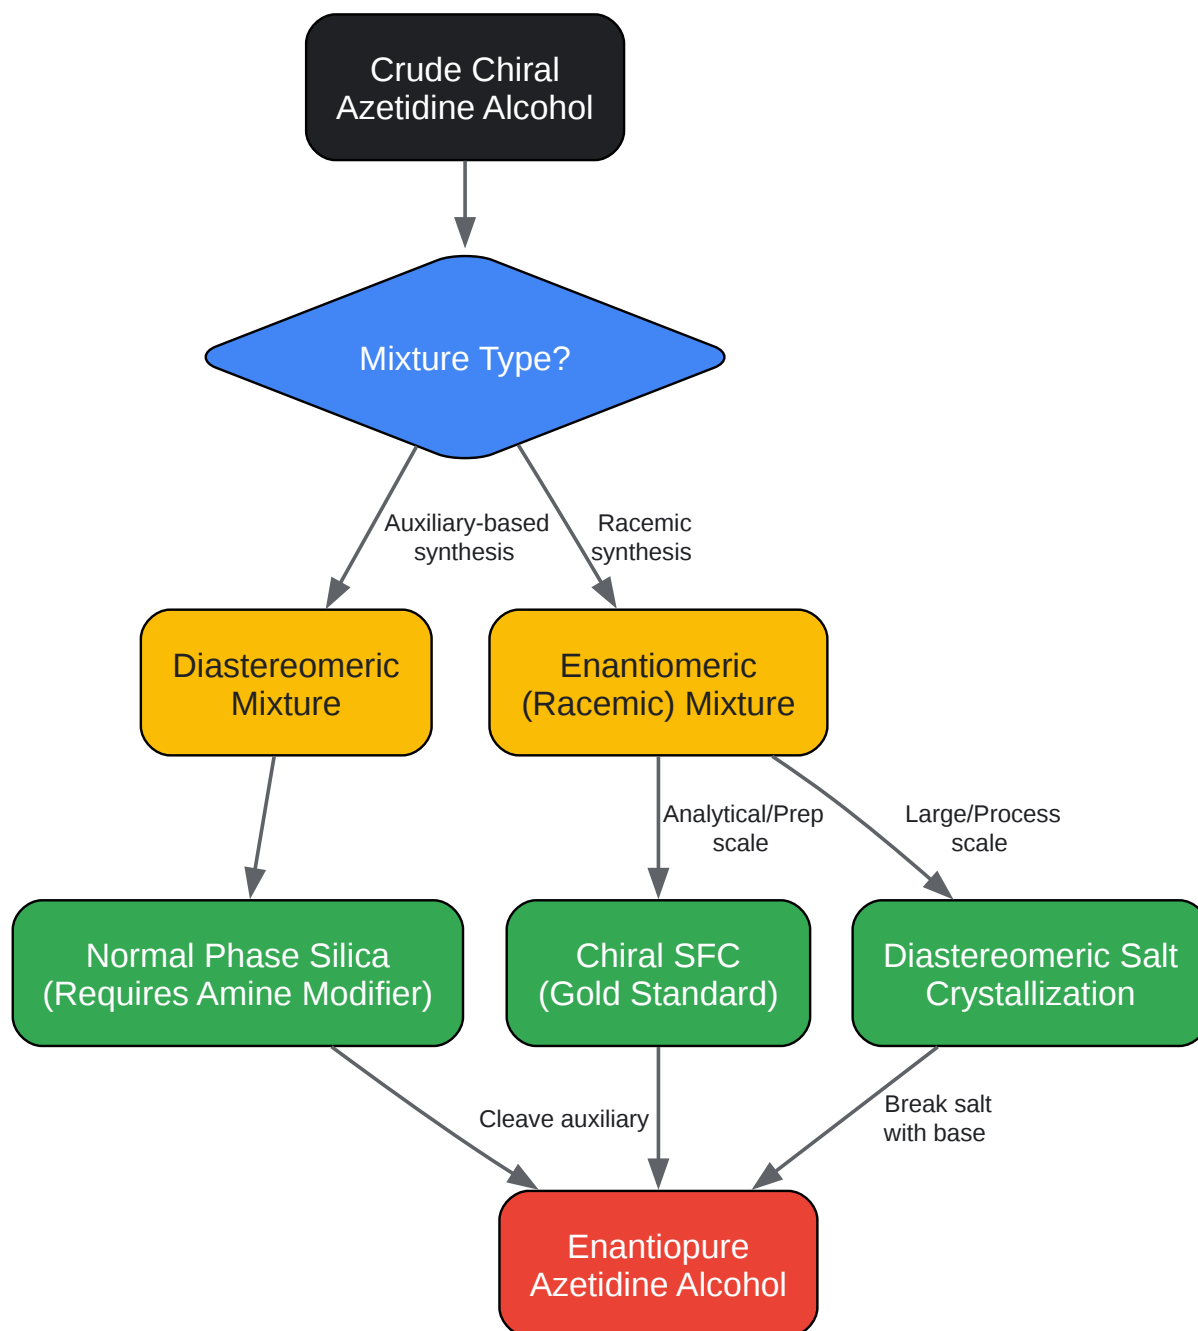 Crude Chiral
Azetidine Alcohol
Mixture Type?
Auxiliary-based
synthesis
Racemic
synthesis
Diastereomeric
Mixture
Enantiomeric
(Racemic) Mixture
Analytical/Prep
scale
Large/Process
scale
Normal Phase Silica
(Requires Amine Modifier)
Chiral SFC
(Gold Standard)
Diastereomeric Salt
Crystallization
Cleave auxiliary
Break salt
with base
Enantiopure
Azetidine Alcohol